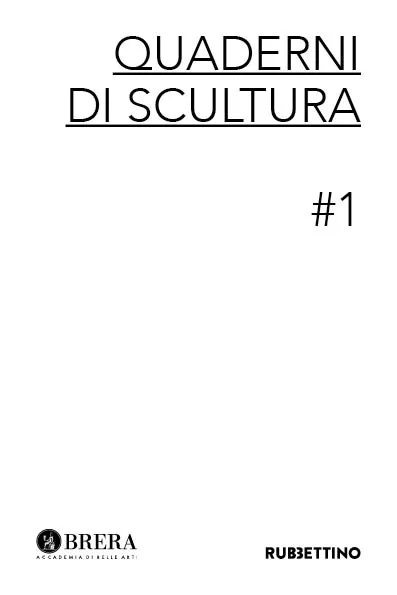 QUADERNI
DI SCULTURA
#1
BRERA
ACCADEMIA DI BELLE ARTI
RUBBETTINO